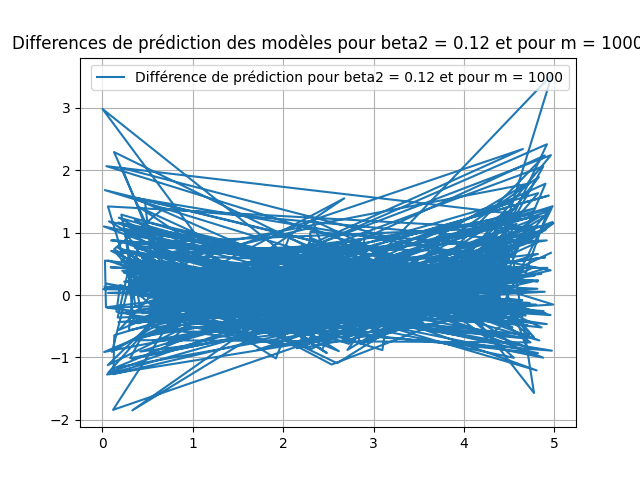 Differences de prédiction des modèles pour beta2 = 0.12 et pour m = 1000
Différence de prédiction pour beta2 = 0.12 et pour m = 1000
3
2
1
0
−1
−2
0 1 2 3 4 5